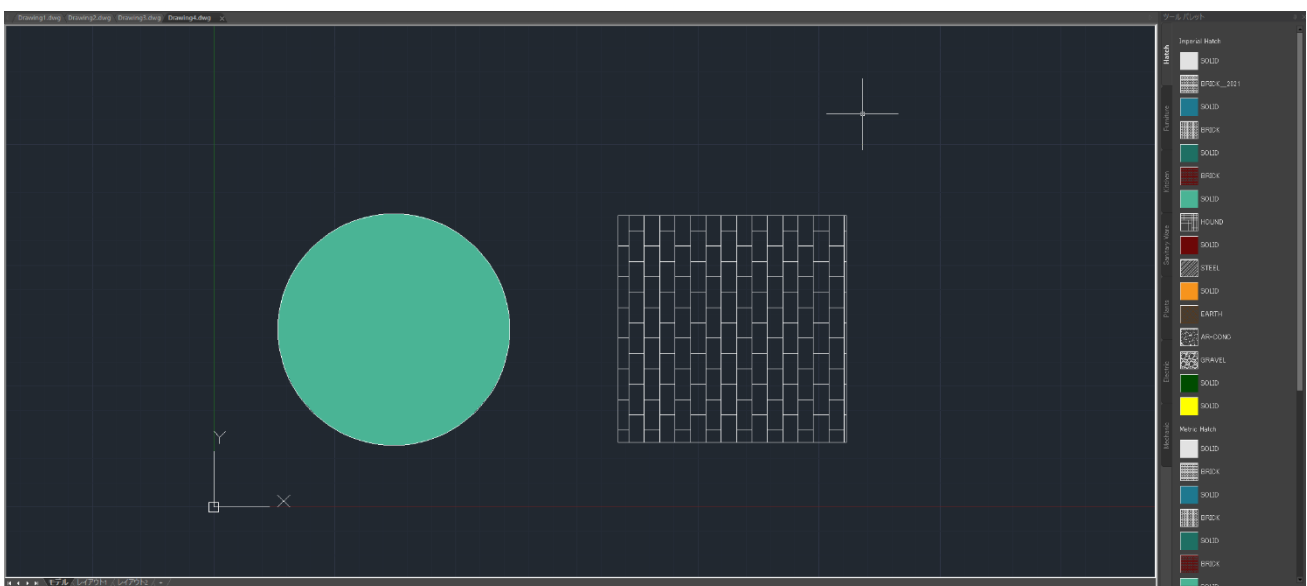 Drawing1.dwg Drawing2.dwg Drawing3.dwg Drawing4.dwg
ツール パレット
Hatch
Furniture
Kitchen
Sanitary Ware
Plants
Electric
Mechanic
Imperial Hatch
SOLID
BRICK__2021
SOLID
BRICK
SOLID
BRICK
SOLID
HOUND
SOLID
STEEL
SOLID
EARTH
AR-CONC
GRAVEL
SOLID
SOLID
Metric Hatch
SOLID
BRICK
SOLID
BRICK
SOLID
BRICK
SOLID
Y
X
モデル レイアウト1 レイアウト2 +